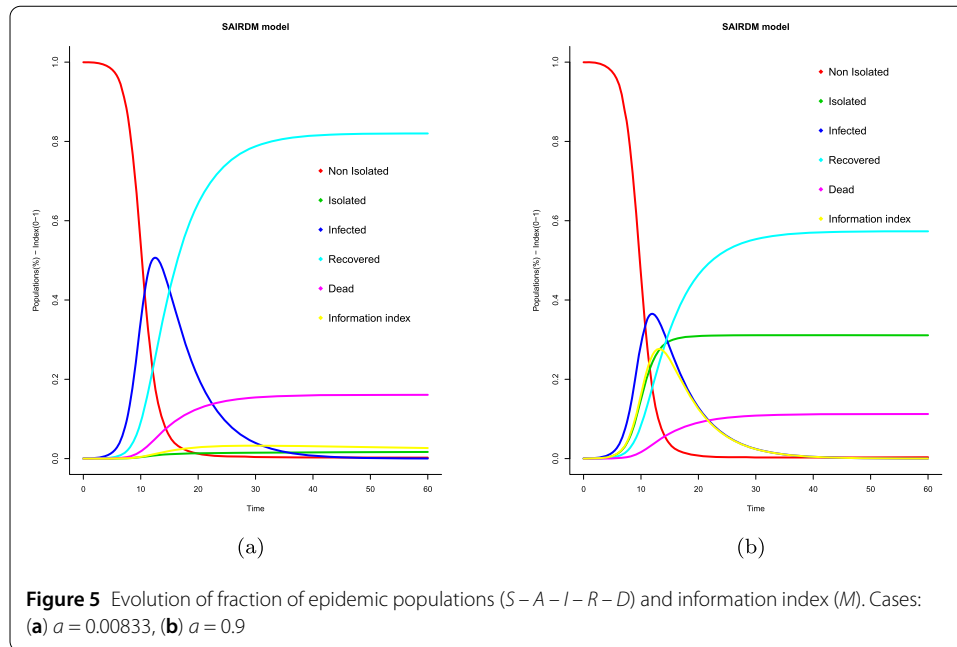 SAIRDM model
Populations(%) − Index(0−1)
1.0
0.8
0.6
0.4
0.2
0.0
Non Isolated
Isolated
Infected
Recovered
Dead
Information index
0 10 20 30 40 50 60
Time
(a)
SAIRDM model
Populations(%) − Index(0−1)
1.0
0.8
0.6
0.4
0.2
0.0
Non Isolated
Isolated
Infected
Recovered
Dead
Information index
0 10 20 30 40 50 60
Time
(b)
Figure 5 Evolution of fraction of epidemic populations (S – A – I – R – D) and information index (M). Cases:
(a) a = 0.00833, (b) a = 0.9